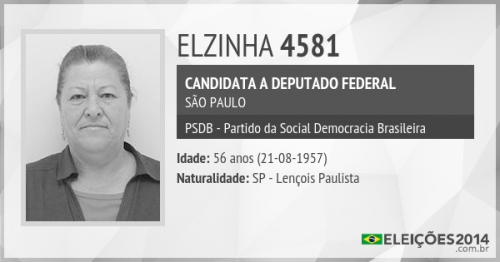 ELZINHA 4581
CANDIDATA A DEPUTADO FEDERAL
SÃO PAULO
PSDB - Partido da Social Democracia Brasileira
Idade: 56 anos (21-08-1957)
Naturalidade: SP - Lençois Paulista
ELEIÇÕES2014
.com.br